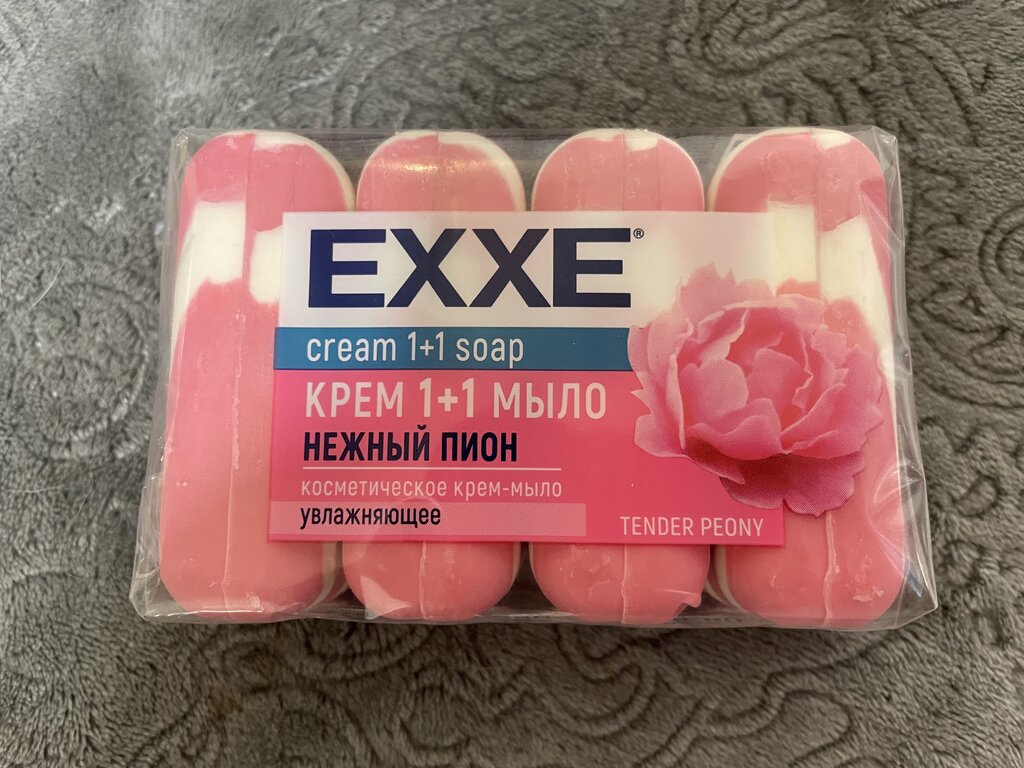 EXXE®
cream 1+1 soap
КРЕМ 1+1 МЫЛО
НЕЖНЫЙ ПИОН
косметическое крем-мыло
увлажняющее
TENDER PEONY